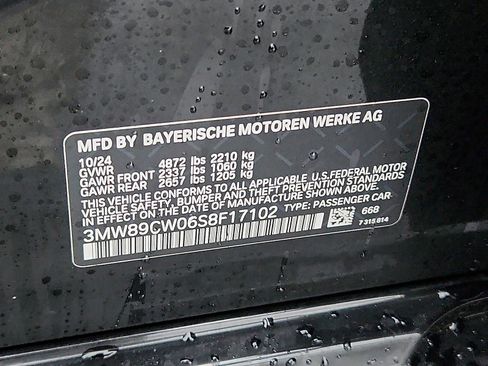 MFD BY BAYERISCHE MOTOREN WERKE AG
10/24
GVWR 4872 lbs 2210 kg
GAWR FRONT 2337 lbs 1060 kg
GAWR REAR 2657 lbs 1205 kg
THIS VEHICLE CONFORMS TO ALL APPLICABLE U.S.FEDERAL MOTOR
VEHICLE SAFETY, BUMPER AND THEFT PREVENTION STANDARDS
IN EFFECT ON THE DATE OF MANUFACTURE SHOWN ABOVE.
3MW89CW06S8F17102 TYPE: PASSENGER CAR
668
7 315 814